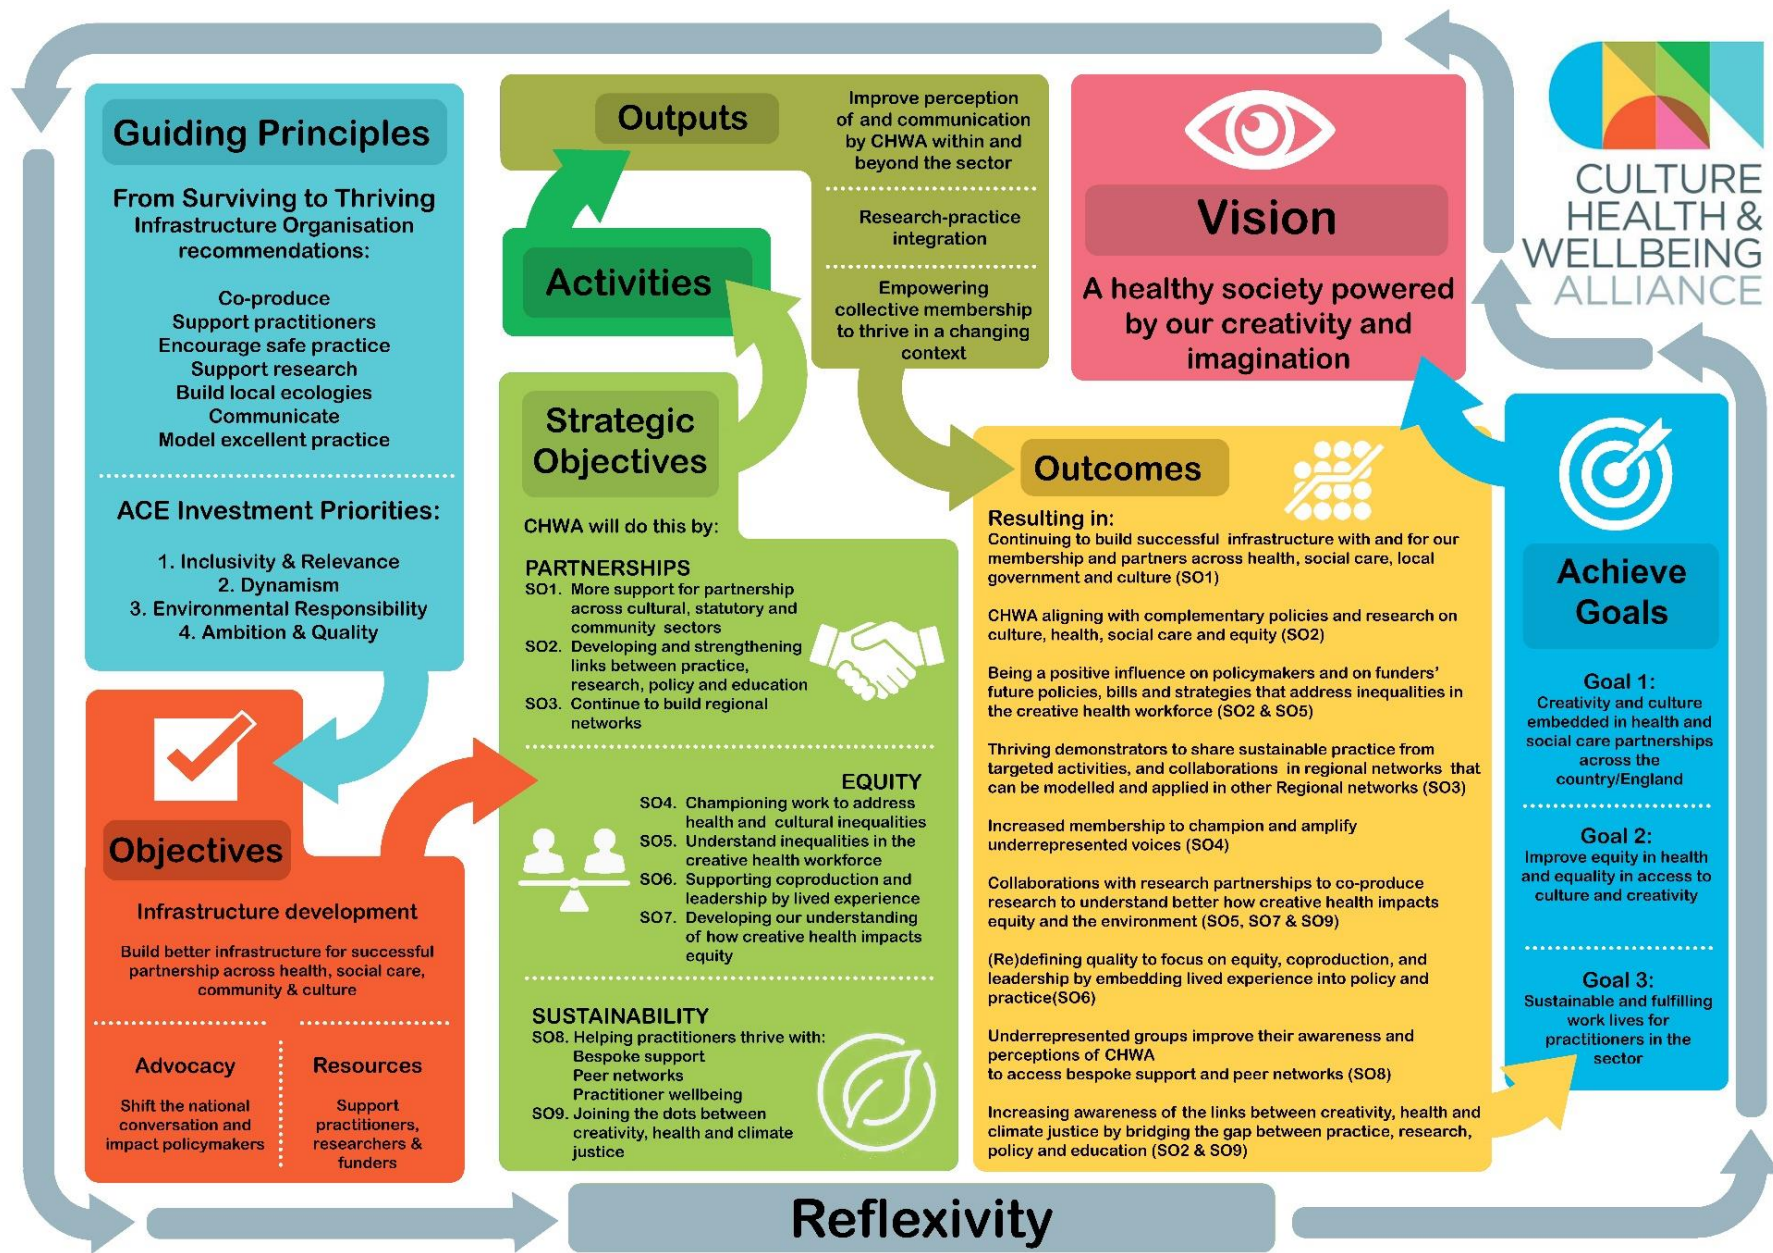 Guiding Principles
From Surviving to Thriving
Infrastructure Organisation
recommendations:
Co-produce
Support practitioners
Encourage safe practice
Support research
Build local ecologies
Communicate
Model excellent practice
ACE Investment Priorities:
1. Inclusivity & Relevance
2. Dynamism
3. Environmental Responsibility
4. Ambition & Quality
Objectives
Infrastructure development
Build better infrastructure for successful
partnership across health, social care,
community & culture
Advocacy
Shift the national
conversation and
impact policymakers
Resources
Support
practitioners,
researchers &
funders
Strategic
Objectives
CHWA will do this by:
PARTNERSHIPS
SO1. More support for partnership
across cultural, statutory and
community sectors
SO2. Developing and strengthening
links between practice,
research, policy and education
SO3. Continue to build regional
networks
EQUITY
SO4. Championing work to address
health and cultural inequalities
SO5. Understand inequalities in the
creative health workforce
SO6. Supporting coproduction and
leadership by lived experience
SO7. Developing our understanding
of how creative health impacts
equity
SUSTAINABILITY
SO8. Helping practitioners thrive with:
Bespoke support
Peer networks
Practitioner wellbeing
SO9. Joining the dots between
creativity, health and climate
justice
Activities
Outputs
Improve perception
of and communication
by CHWA within and
beyond the sector
Research-practice
integration
Empowering
collective membership
to thrive in a changing
context
Outcomes
Resulting in:
Continuing to build successful infrastructure with and for our
membership and partners across health, social care, local
government and culture (SO1)
CHWA aligning with complementary policies and research on
culture, health, social care and equity (SO2)
Being a positive influence on policymakers and on funders'
future policies, bills and strategies that address inequalities in
the creative health workforce (SO2 & SO5)
Thriving demonstrators to share sustainable practice from
targeted activities, and collaborations in regional networks that
can be modelled and applied in other Regional networks (SO3)
Increased membership to champion and amplify
underrepresented voices (SO4)
Collaborations with research partnerships to co-produce
research to understand better how creative health impacts
equity and the environment (SO5, SO7 & SO9)
(Re)defining quality to focus on equity, coproduction, and
leadership by embedding lived experience into policy and
practice(SO6)
Underrepresented groups improve their awareness and
perceptions of CHWA
to access bespoke support and peer networks (SO8)
Increasing awareness of the links between creativity, health and
climate justice by bridging the gap between practice, research,
policy and education (SO2 & SO9)
Achieve
Goals
Goal 1:
Creativity and culture
embedded in health and
social care partnerships
across the
country/England
Goal 2:
Improve equity in health
and equality in access to
culture and creativity
Goal 3:
Sustainable and fulfilling
work lives for
practitioners in the
sector
Vision
A healthy society powered
by our creativity and
imagination
CULTURE
HEALTH &
WELLBEING
ALLIANCE
Reflexivity